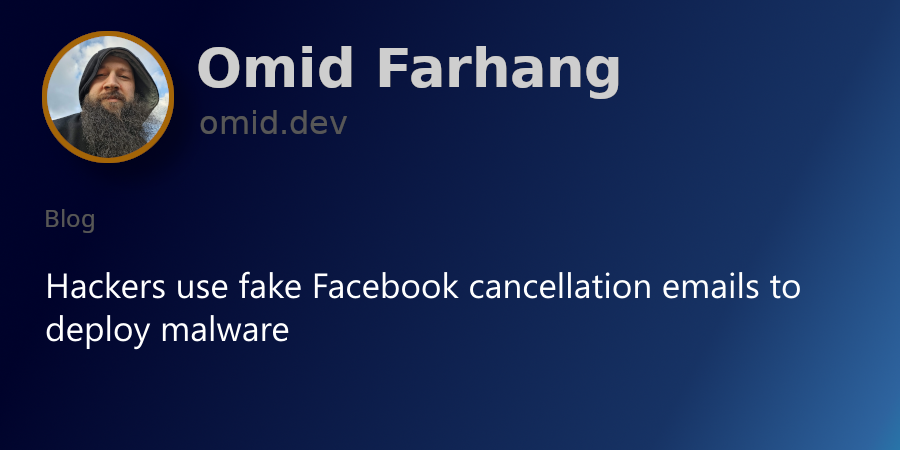 Omid Farhang
omid.dev
Blog
Hackers use fake Facebook cancellation emails to
deploy malware